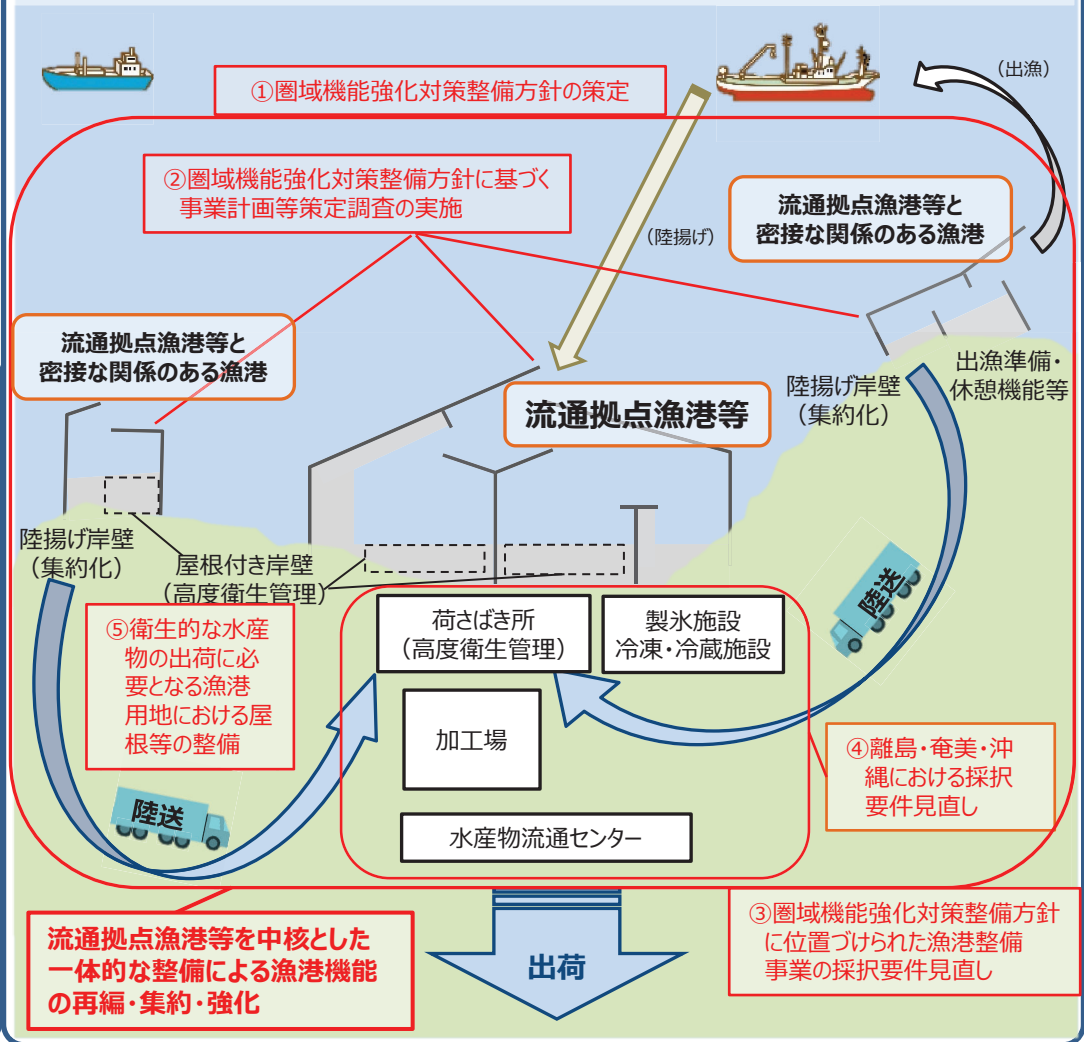 ①圏域機能強化対策整備方針の策定
(出漁)
②圏域機能強化対策整備方針に基づく
事業計画等策定調査の実施
流通拠点漁港等と
密接な関係のある漁港
(陸揚げ)
流通拠点漁港等と
密接な関係のある漁港
流通拠点漁港等
陸揚げ岸壁
(集約化)
出漁準備・
休憩機能等
陸揚げ岸壁
(集約化)
屋根付き岸壁
(高度衛生管理)
陸送
荷さばき所
(高度衛生管理)
製氷施設
冷凍・冷蔵施設
⑤衛生的な水産
物の出荷に必
要となる漁港
用地における屋
根等の整備
加工場
④離島・奄美・沖
縄における採択
要件見直し
陸送
水産物流通センター
③圏域機能強化対策整備方針
に位置づけられた漁港整備
事業の採択要件見直し
流通拠点漁港等を中核とした
一体的な整備による漁港機能
の再編・集約・強化
出荷